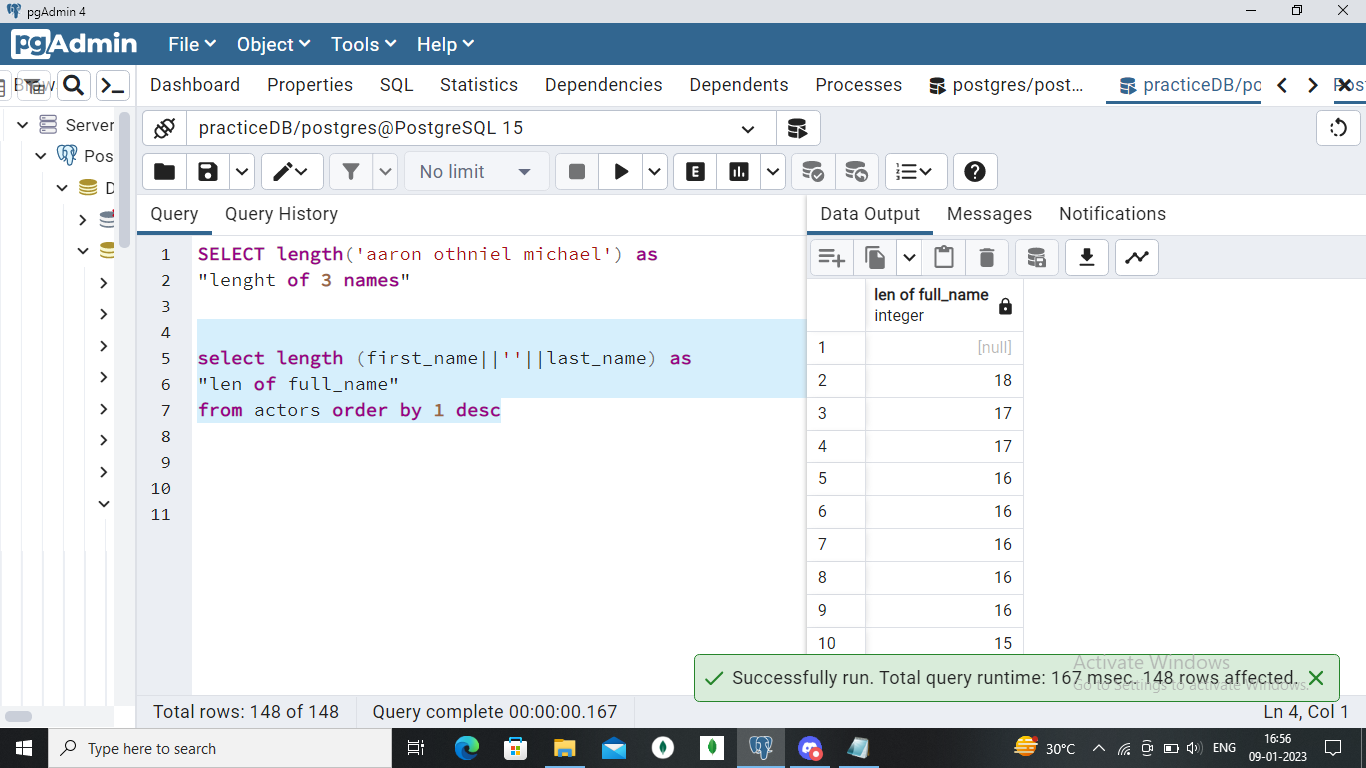 pgAdmin 4
pgAdmin File Object Tools Help
Dashboard Properties SQL Statistics Dependencies Dependents Processes postgres/post... practiceDB/po
Server
Pos
D
practiceDB/postgres@PostgreSQL 15
No limit
E
Query Query History
1 SELECT length('aaron othniel michael') as
2 "lenght of 3 names"
3
4
5 select length (first_name||''||last_name) as
6 "len of full_name"
7 from actors order by 1 desc
8
9
10
11
Data Output Messages Notifications
len of full_name
integer
1 [null]
2 18
3 17
4 17
5 16
6 16
7 16
8 16
9 16
10 15
Activate Windows
Go to Settings to activate Windows.
Successfully run. Total query runtime: 167 msec. 148 rows affected.
Total rows: 148 of 148 Query complete 00:00:00.167 Ln 4, Col 1
Type here to search
30°C ENG 16:56
09-01-2023